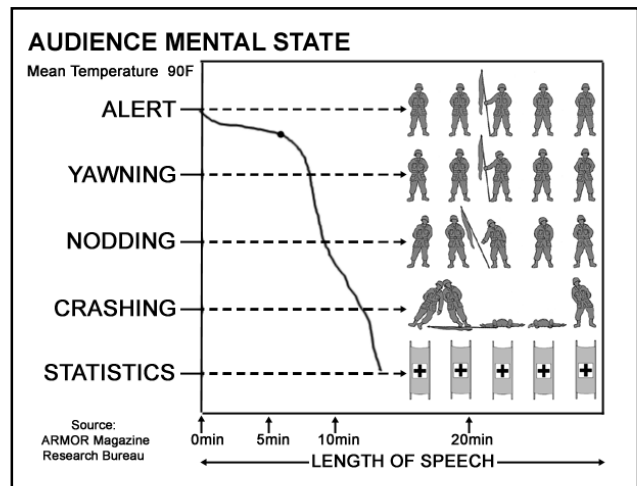 AUDIENCE MENTAL STATE
Mean Temperature 90F
ALERT
YAWNING
NODDING
CRASHING
STATISTICS
Source:
ARMOR Magazine
Research Bureau
0min
5min
10min
20min
LENGTH OF SPEECH